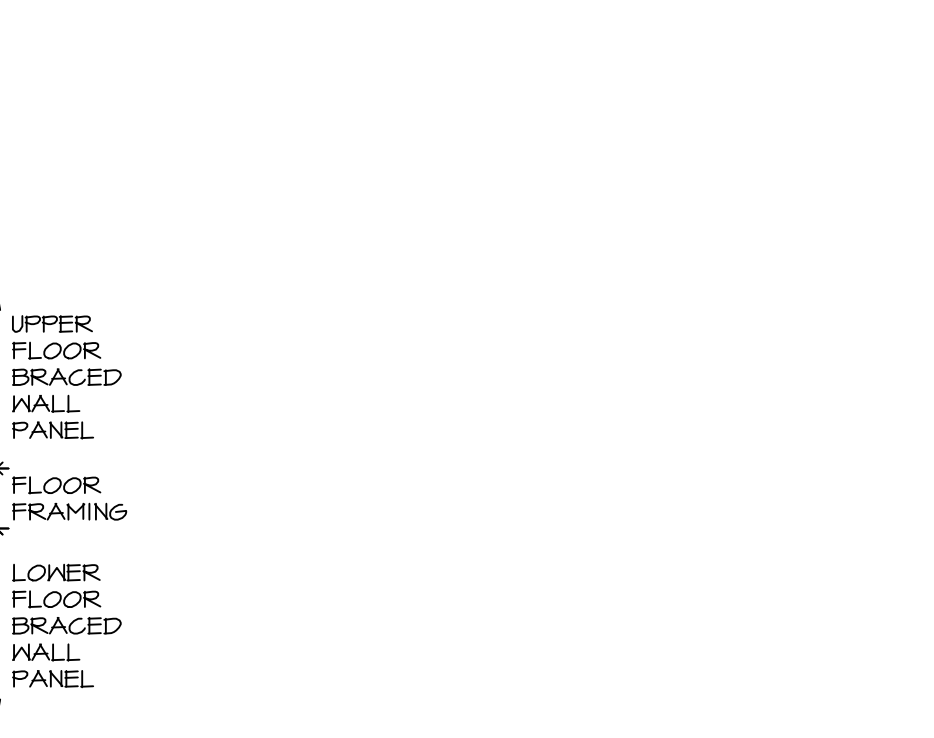 UPPER
FLOOR
BRACED
WALL
PANEL
FLOOR
FRAMING
LOWER
FLOOR
BRACED
WALL
PANEL